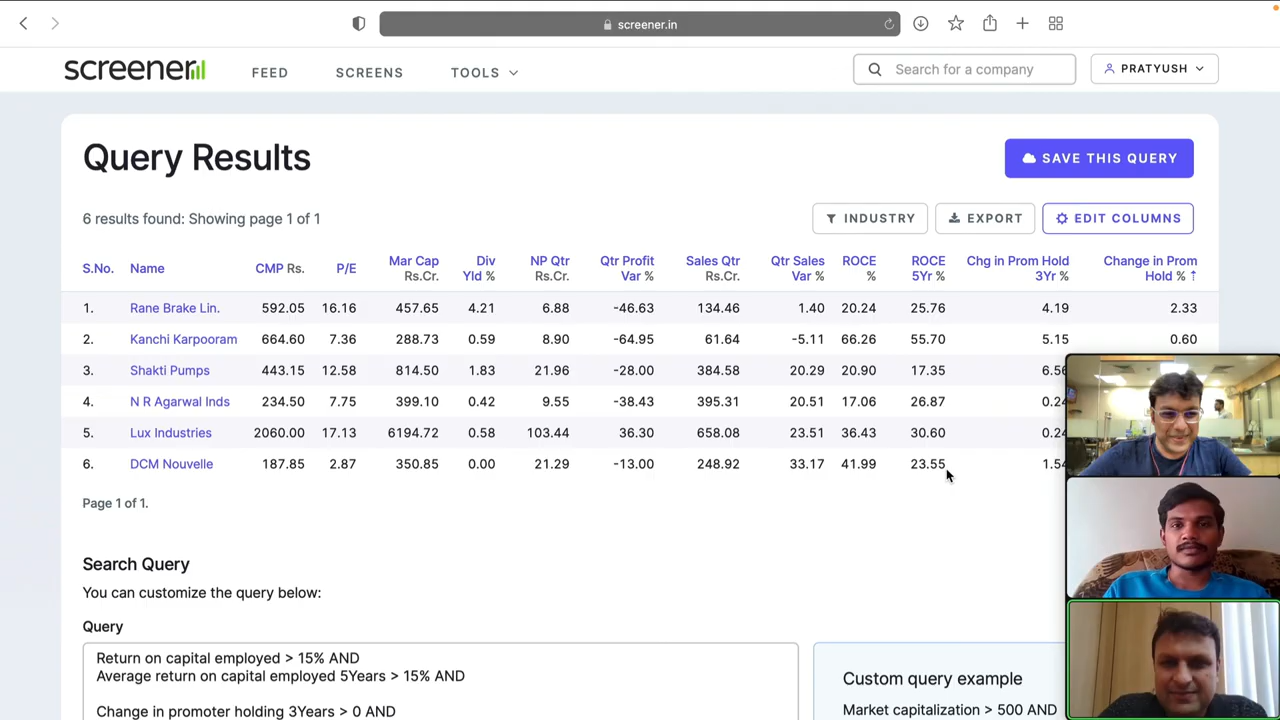 screener.in
screener
FEED
SCREENS
TOOLS
Search for a company
PRATYUSH
Query Results
SAVE THIS QUERY
6 results found: Showing page 1 of 1
INDUSTRY
EXPORT
EDIT COLUMNS
S.No. Name CMP Rs. P/E Mar Cap Rs.Cr. Div Yld % NP Qtr Rs.Cr. Qtr Profit Var % Sales Qtr Rs.Cr. Qtr Sales Var % ROCE % ROCE 5Yr % Chg in Prom Hold 3Yr % Change in Prom Hold % ↑
1. Rane Brake Lin. 592.05 16.16 457.65 4.21 6.88 -46.63 134.46 1.40 20.24 25.76 4.19 2.33
2. Kanchi Karpooram 664.60 7.36 288.73 0.59 8.90 -64.95 61.64 -5.11 66.26 55.70 5.15 0.60
3. Shakti Pumps 443.15 12.58 814.50 1.83 21.96 -28.00 384.58 20.29 20.90 17.35 6.56
4. N R Agarwal Inds 234.50 7.75 399.10 0.42 9.55 -38.43 395.31 20.51 17.06 26.87 0.24
5. Lux Industries 2060.00 17.13 6194.72 0.58 103.44 36.30 658.08 23.51 36.43 30.60 0.24
6. DCM Nouvelle 187.85 2.87 350.85 0.00 21.29 -13.00 248.92 33.17 41.99 23.55 1.54
Page 1 of 1.
Search Query
You can customize the query below:
Query
Return on capital employed > 15% AND
Average return on capital employed 5Years > 15% AND
Change in promoter holding 3Years > 0 AND
Custom query example
Market capitalization > 500 AND